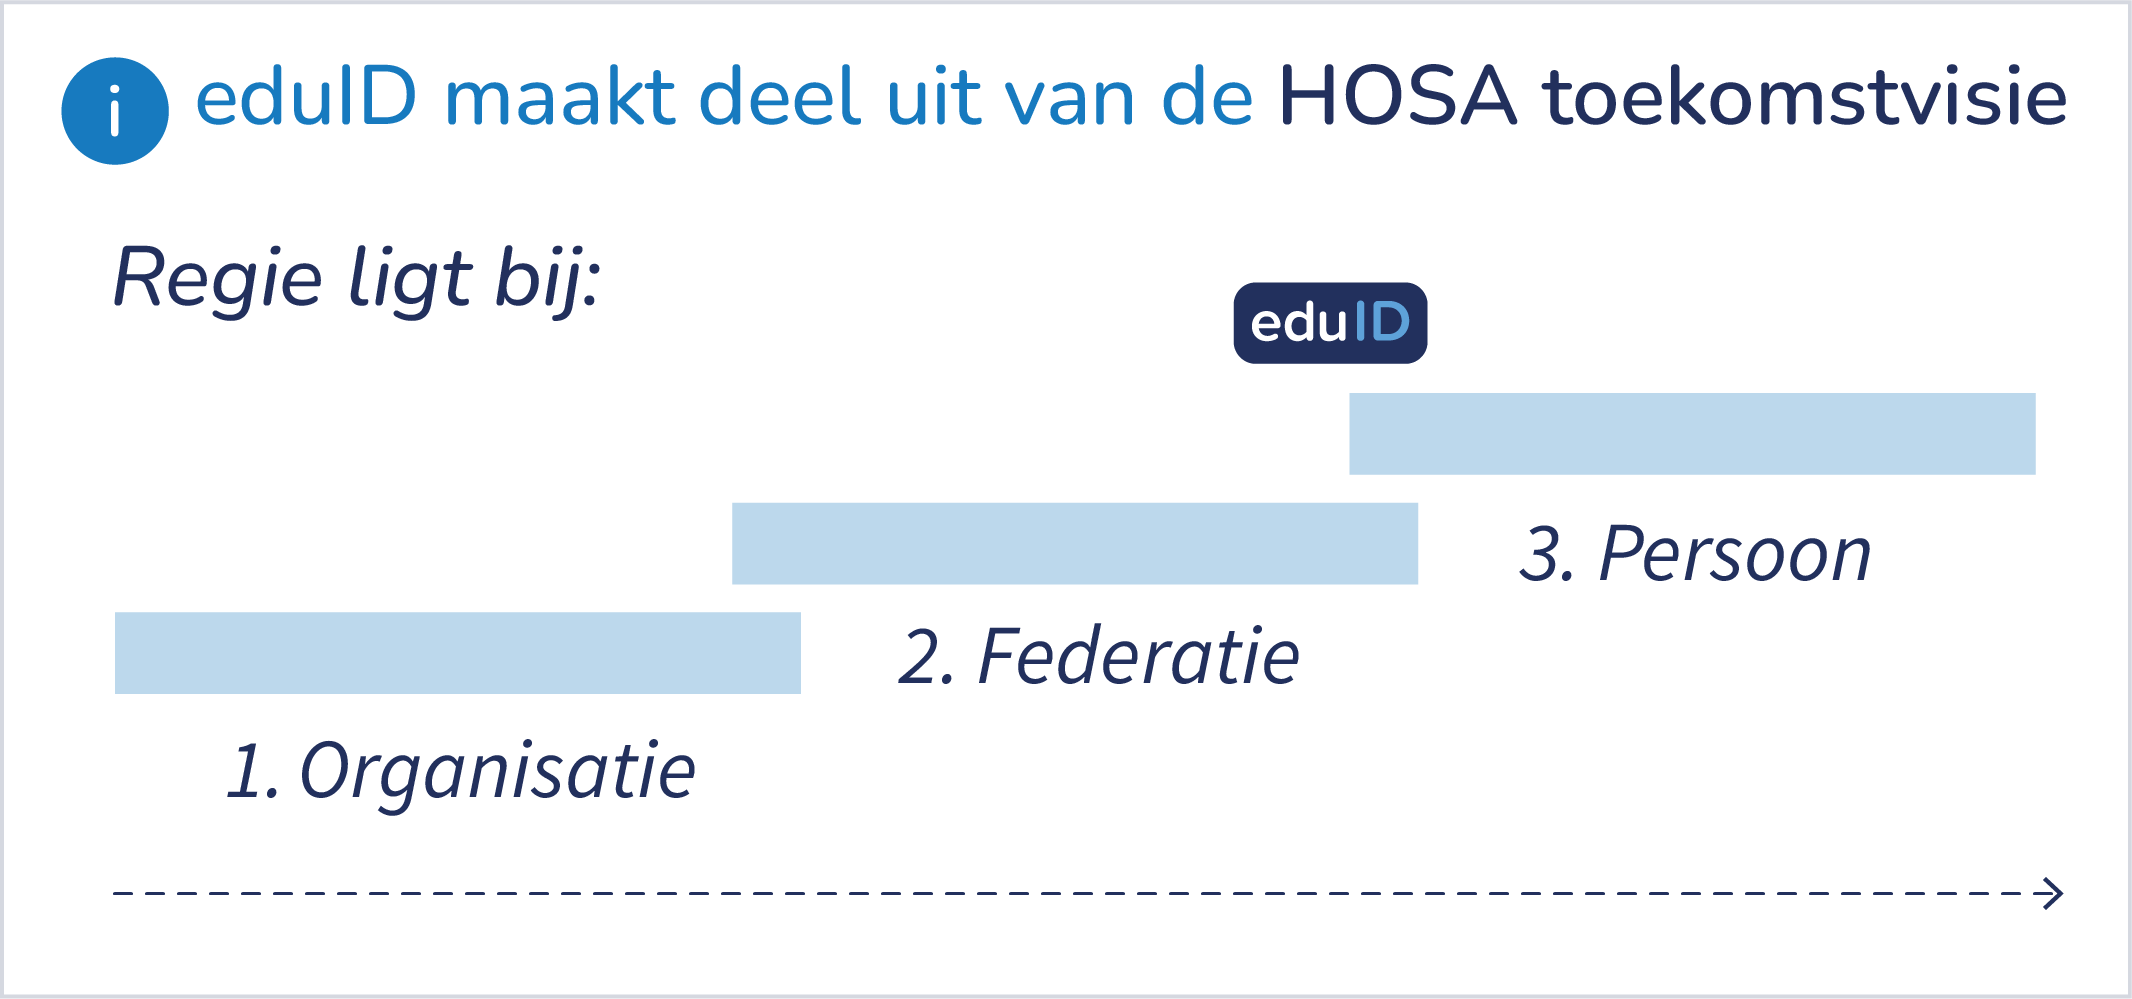 i eduID maakt deel uit van de HOSA toekomstvisie
Regie ligt bij:
eduID
3. Persoon
2. Federatie
1. Organisatie